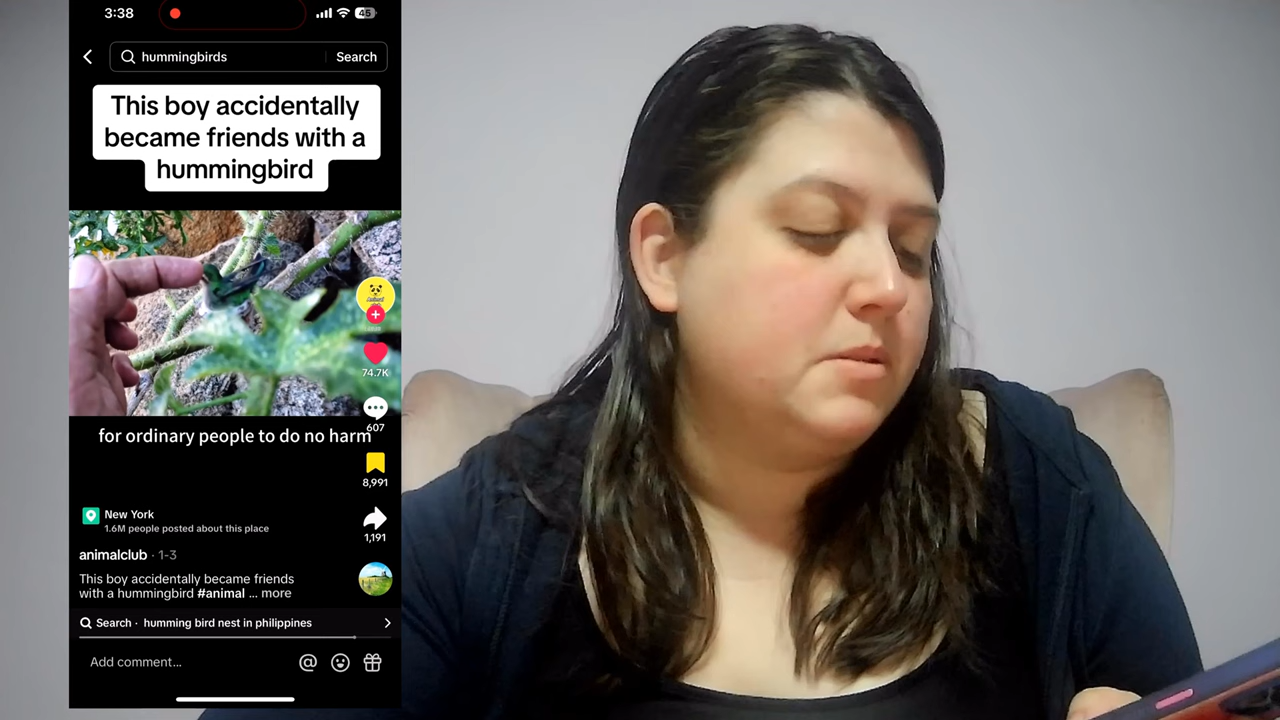 3:38
45
hummingbirds
Search
This boy accidentally
became friends with a
hummingbird
74.7K
for ordinary people to do no harm
607
8,991
New York
1.6M people posted about this place
1,191
animalclub · 1-3
This boy accidentally became friends
with a hummingbird #animal ... more
Search · humming bird nest in philippines
Add comment...